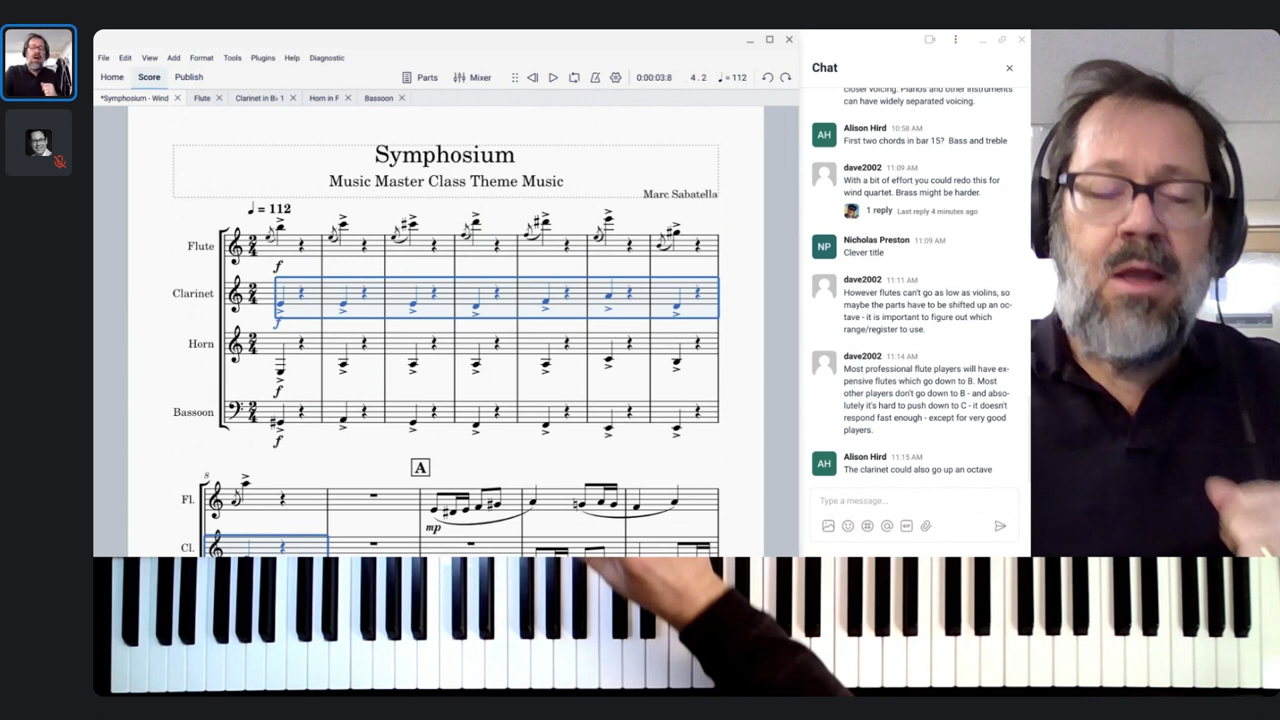 File Edit View Add Format Tools Plugins Help Diagnostic
Home Score Publish Parts Mixer 0:00:03:8 4 . 2 = 112
*Symphosium - Wind Flute Clarinet in B♭ 1 Horn in F Bassoon
Symphosium
Music Master Class Theme Music
Marc Sabatella
= 112
Flute
f
Clarinet
f
Horn
f
Bassoon
f
8
A
Fl.
mp
Cl.
Chat
closer voicing. Pianos and other instruments
can have widely separated voicing.
AH Alison Hird 10:58 AM
First two chords in bar 15? Bass and treble
dave2002 11:09 AM
With a bit of effort you could redo this for
wind quartet. Brass might be harder.
1 reply Last reply 4 minutes ago
NP Nicholas Preston 11:09 AM
Clever title
dave2002 11:11 AM
However flutes can't go as low as violins, so
maybe the parts have to be shifted up an oc-
tave - it is important to figure out which
range/register to use.
dave2002 11:14 AM
Most professional flute players will have ex-
pensive flutes which go down to B. Most
other players don't go down to B - and abso-
lutely it's hard to push down to C - it doesn't
respond fast enough - except for very good
players.
AH Alison Hird 11:15 AM
The clarinet could also go up an octave
Type a message...
GIF